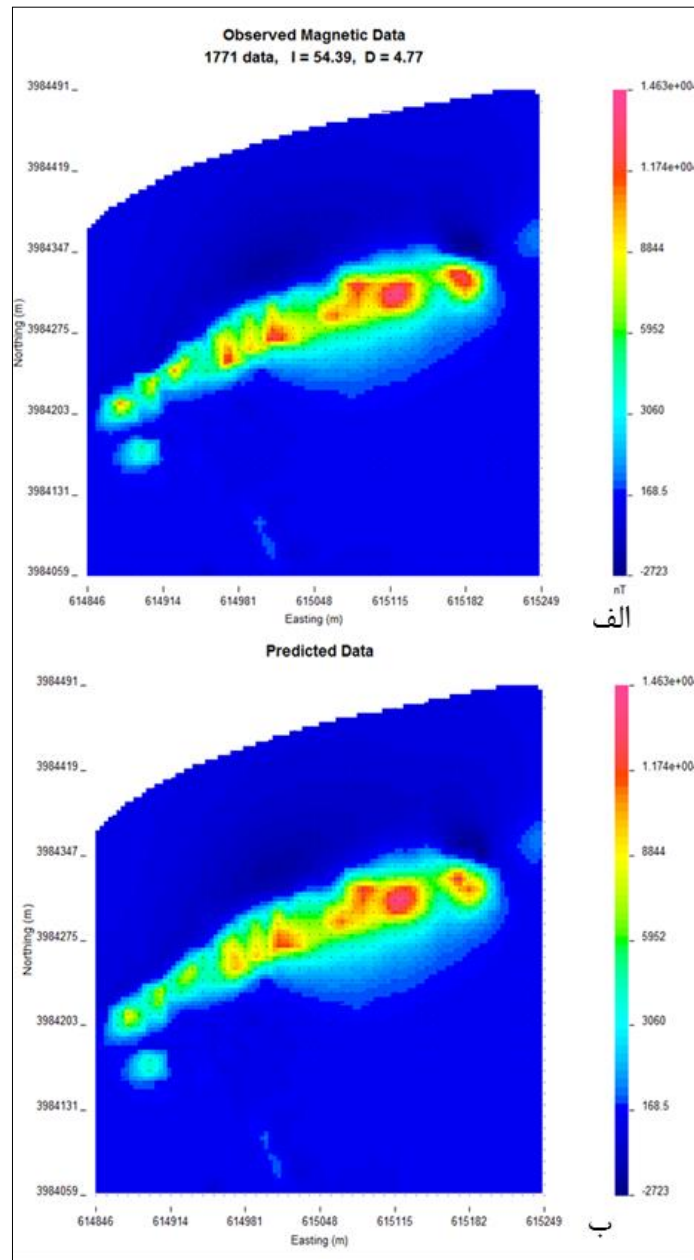 Observed Magnetic Data
1771 data, I = 54.39, D = 4.77
3984491
3984419
3984347
3984275
3984203
3984131
3984059
Northing (m)
614846 614914 614981 615048 615115 615182 615249
Easting (m)
1.463e+004
1.174e+004
8844
5952
3060
168.5
-2723
nT
الف
Predicted Data
3984491
3984419
3984347
3984275
3984203
3984131
3984059
Northing (m)
614846 614914 614981 615048 615115 615182 615249
Easting (m)
1.463e+004
1.174e+004
8844
5952
3060
168.5
-2723
ب